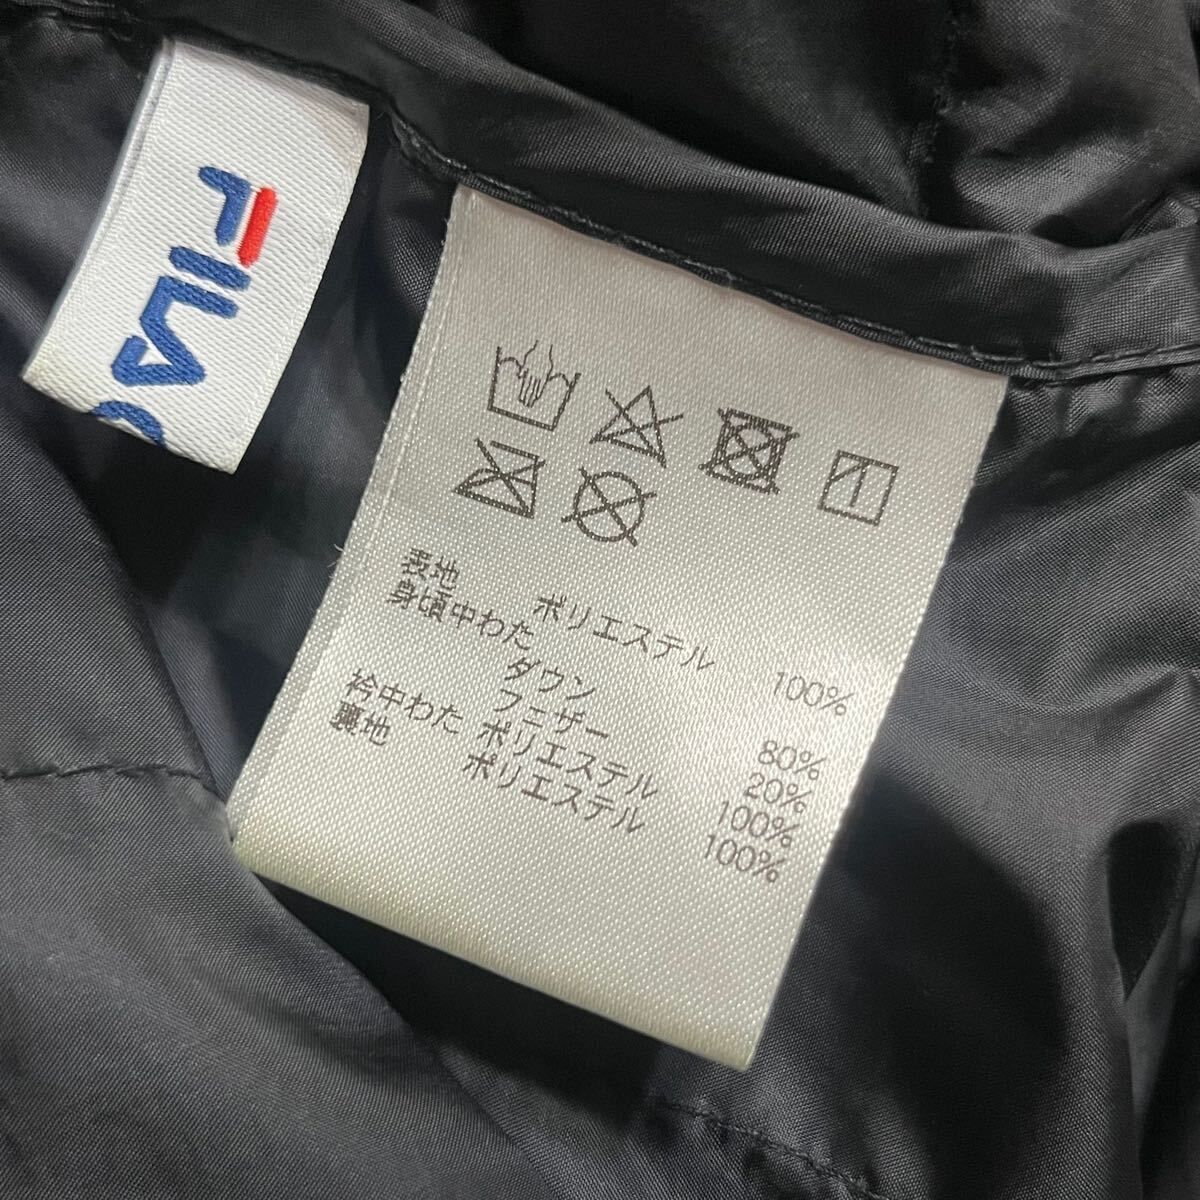 FILA
表地 ポリエステル 100%
身頃中わた
ダウン 80%
フェザー 20%
衿中わた ポリエステル 100%
裏地 ポリエステル 100%